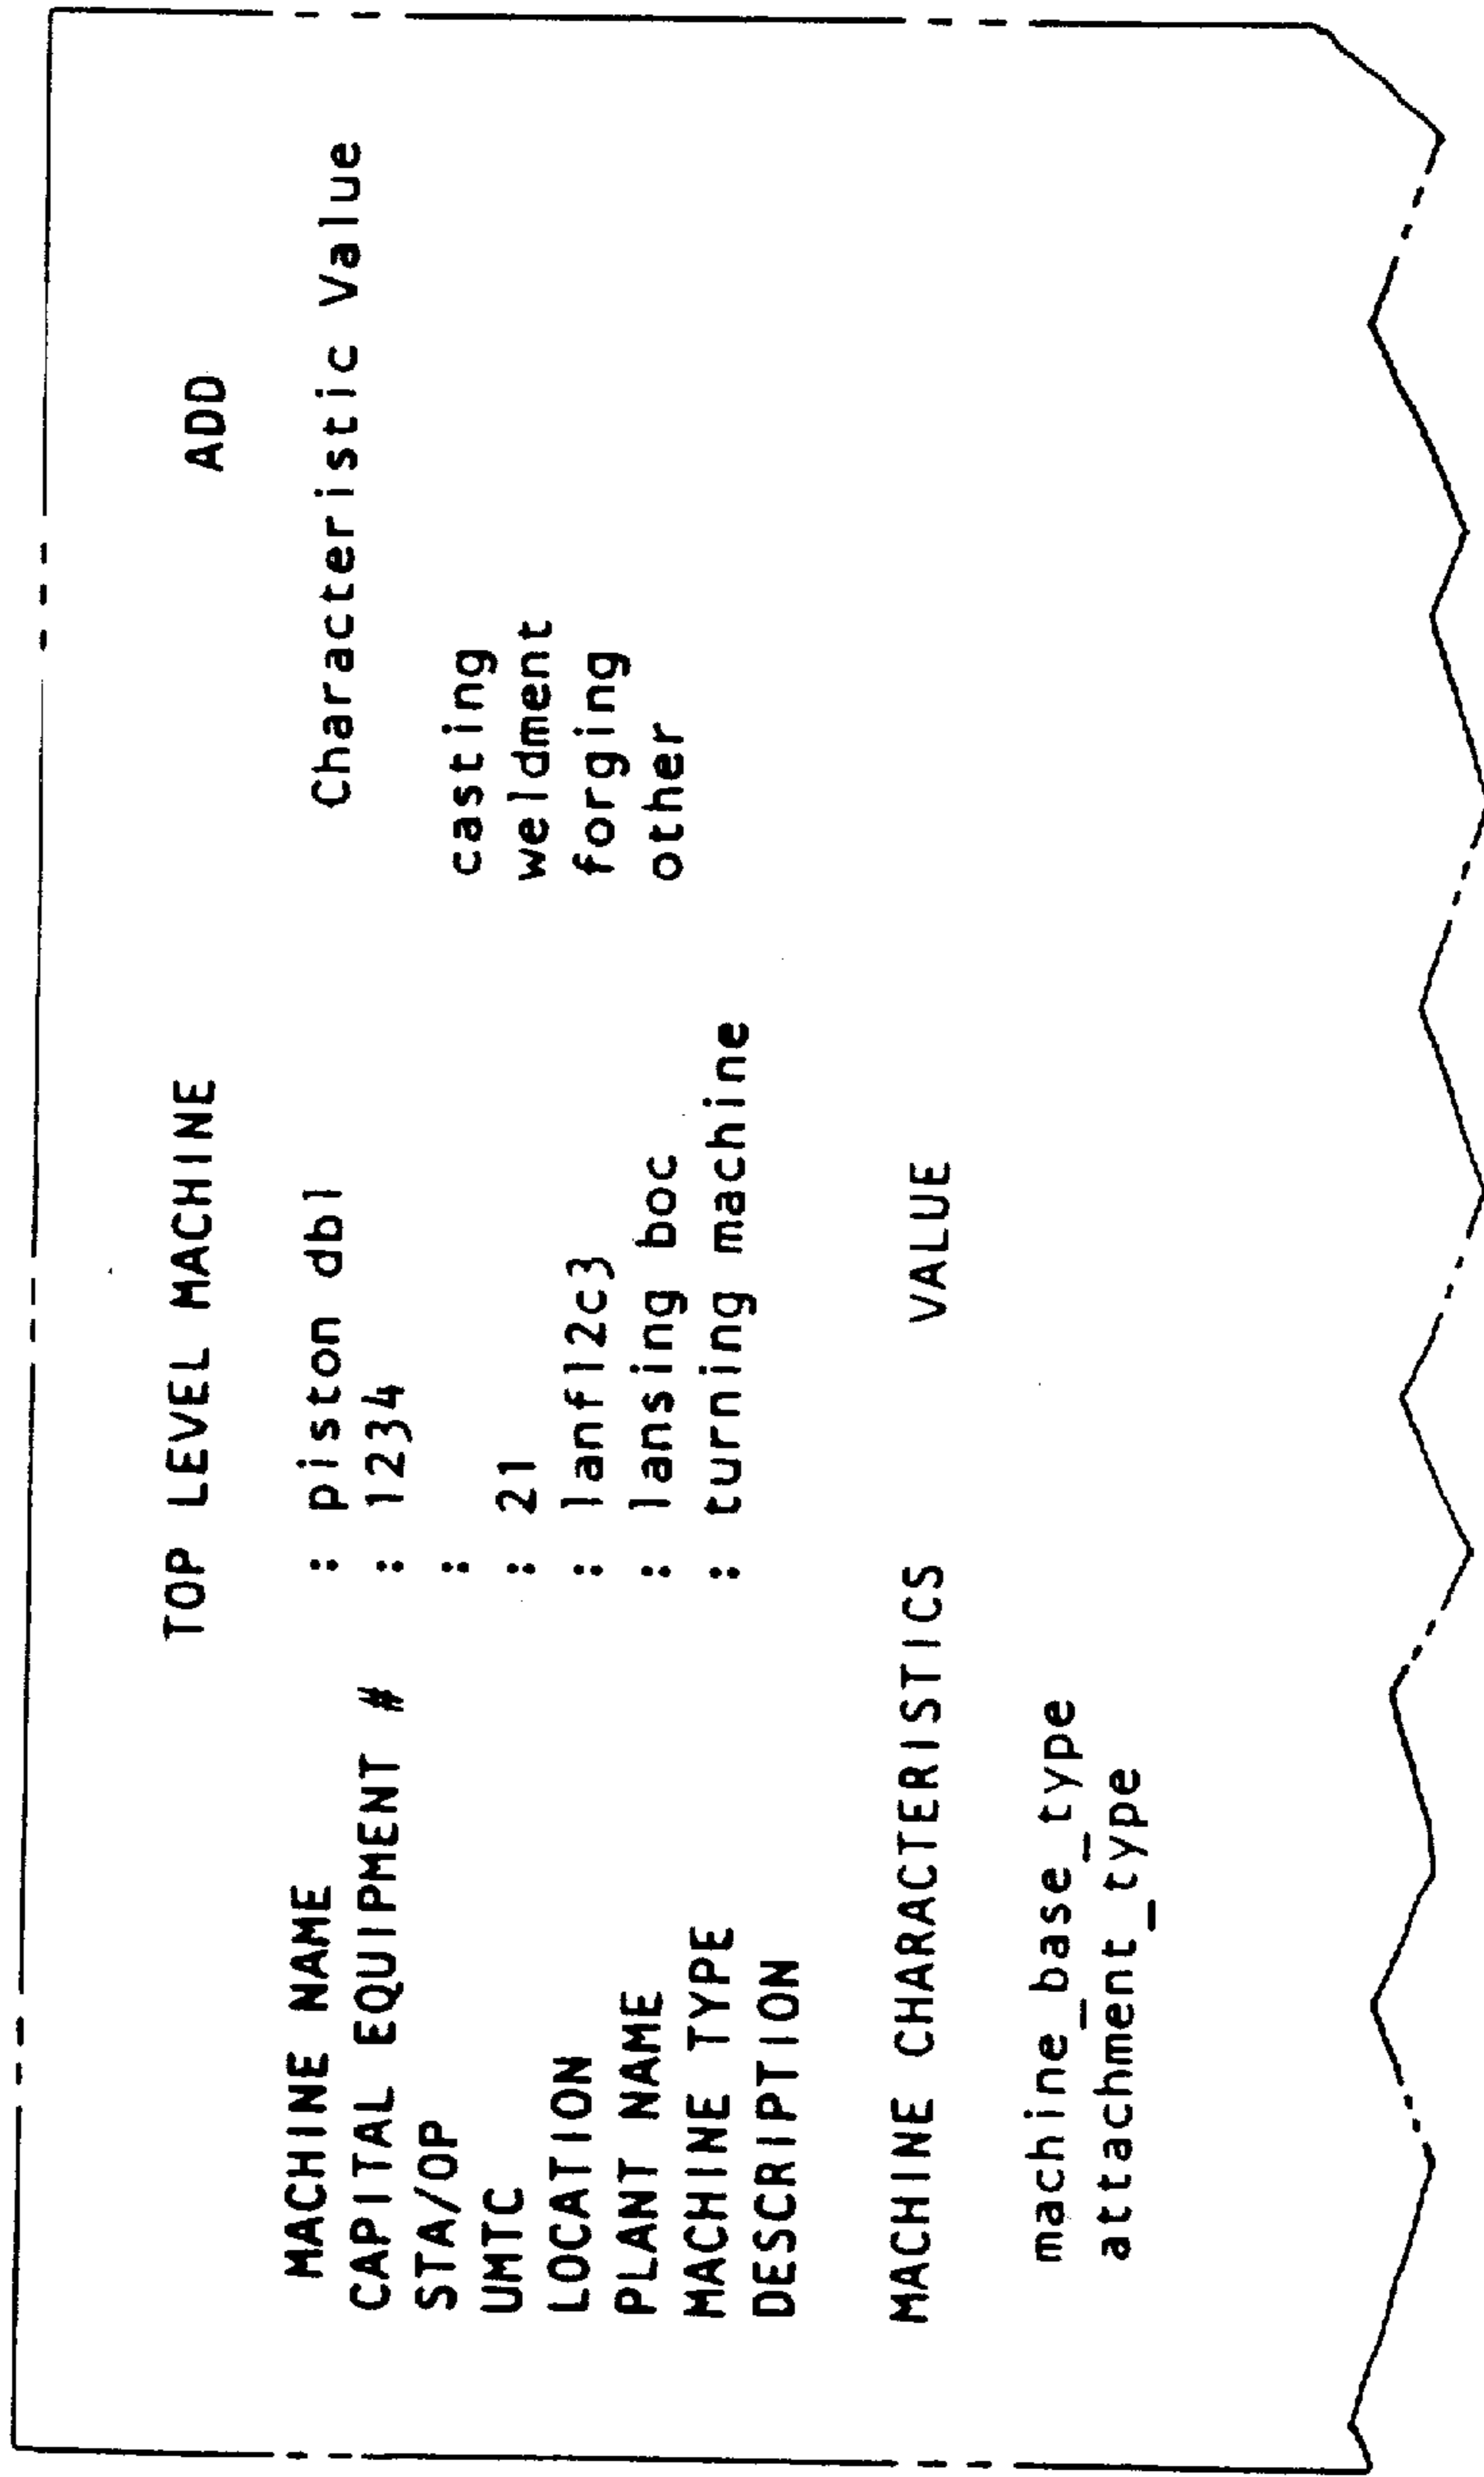 TOP LEVEL MACHINE ADD
MACHINE NAME : piston dbl Characteristic Value
CAPITAL EQUIPMENT # : 1234
STA/OP : casting
UMTC : 21 weldment
LOCATION : lanf12c3 forging
PLANT NAME : lansing boc other
MACHINE TYPE : turning machine
DESCRIPTION
MACHINE CHARACTERISTICS VALUE
machine_base_type
attachment_type